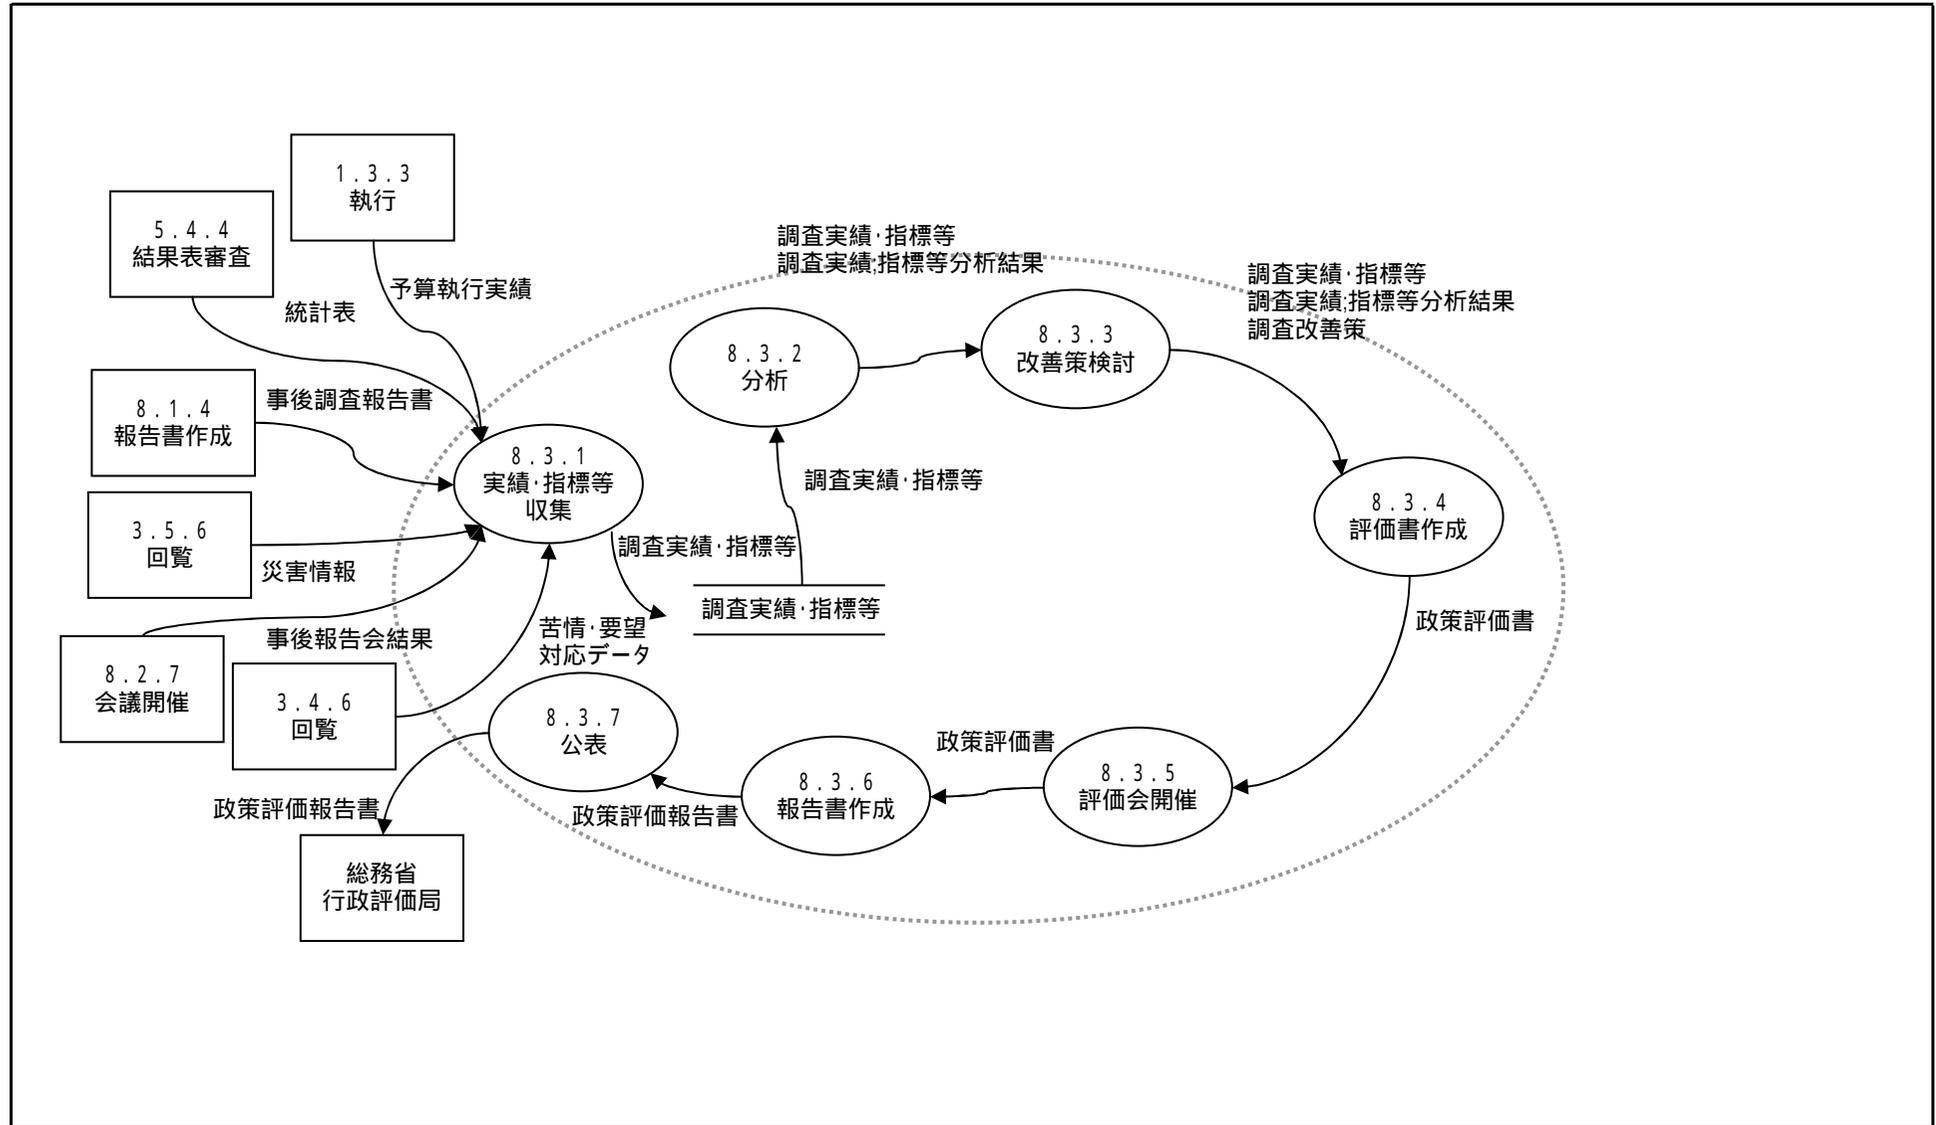 1.3.3
執行
5.4.4
結果表審査
調査実績･指標等
調査実績;指標等分析結果
調査実績･指標等
調査実績;指標等分析結果
調査改善策
予算執行実績
統計表
8.3.3
改善策検討
8.3.2
分析
8.1.4
報告書作成
事後調査報告書
8.3.1
実績･指標等
収集
調査実績･指標等
8.3.4
評価書作成
3.5.6
回覧
災害情報
調査実績･指標等
調査実績･指標等
政策評価書
事後報告会結果
苦情･要望
対応データ
8.2.7
会議開催
3.4.6
回覧
8.3.7
公表
政策評価書
8.3.5
評価会開催
8.3.6
報告書作成
政策評価報告書
政策評価報告書
総務省
行政評価局